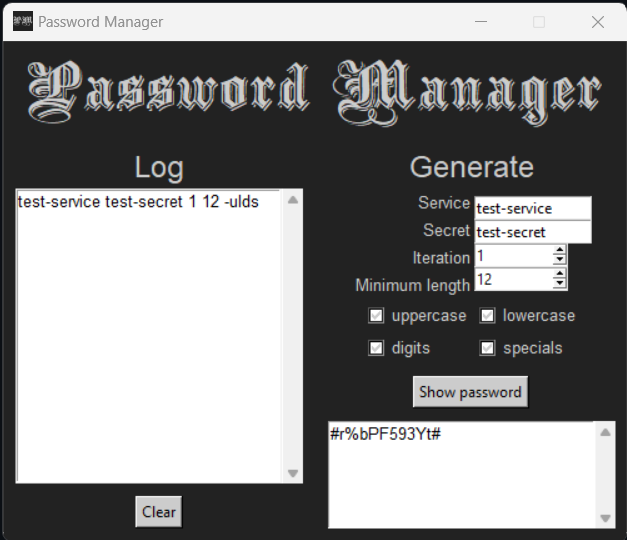 Password Manager
Password Manager
Log
test-service test-secret 1 12 -ulds
Clear
Generate
Service test-service
Secret test-secret
Iteration 1
Minimum length 12
uppercase lowercase
digits specials
Show password
#r%bPF593Yt#